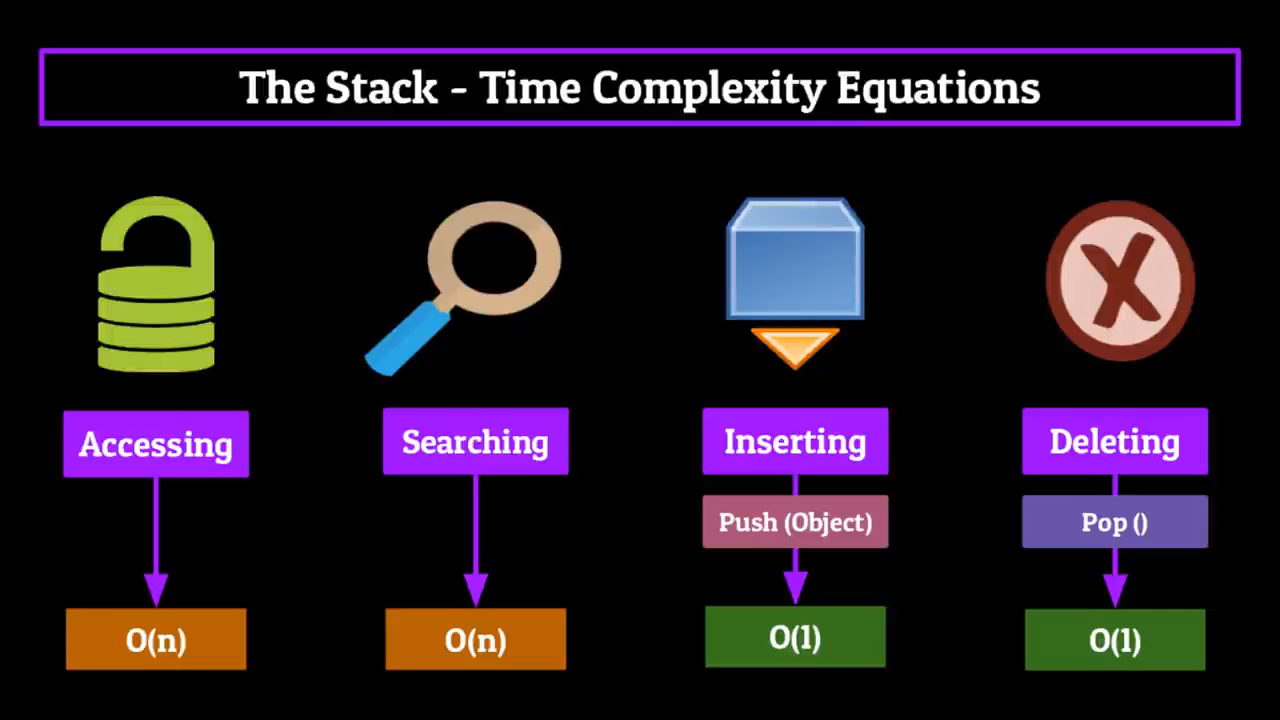 The Stack - Time Complexity Equations
Accessing
Searching
Inserting
Deleting
Push (Object)
Pop ()
O(n)
O(n)
O(1)
O(1)